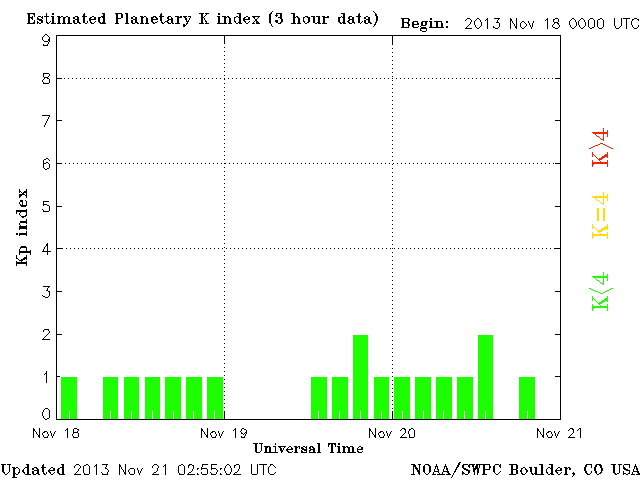 Estimated Planetary K index (3 hour data) Begin: 2013 Nov 18 0000 UTC
9
8
7
6
5
4
3
2
1
0
Kp index
K>4
K=4
K<4
Nov 18 Nov 19 Nov 20 Nov 21
Universal Time
Updated 2013 Nov 21 02:55:02 UTC NOAA/SWPC Boulder, CO USA